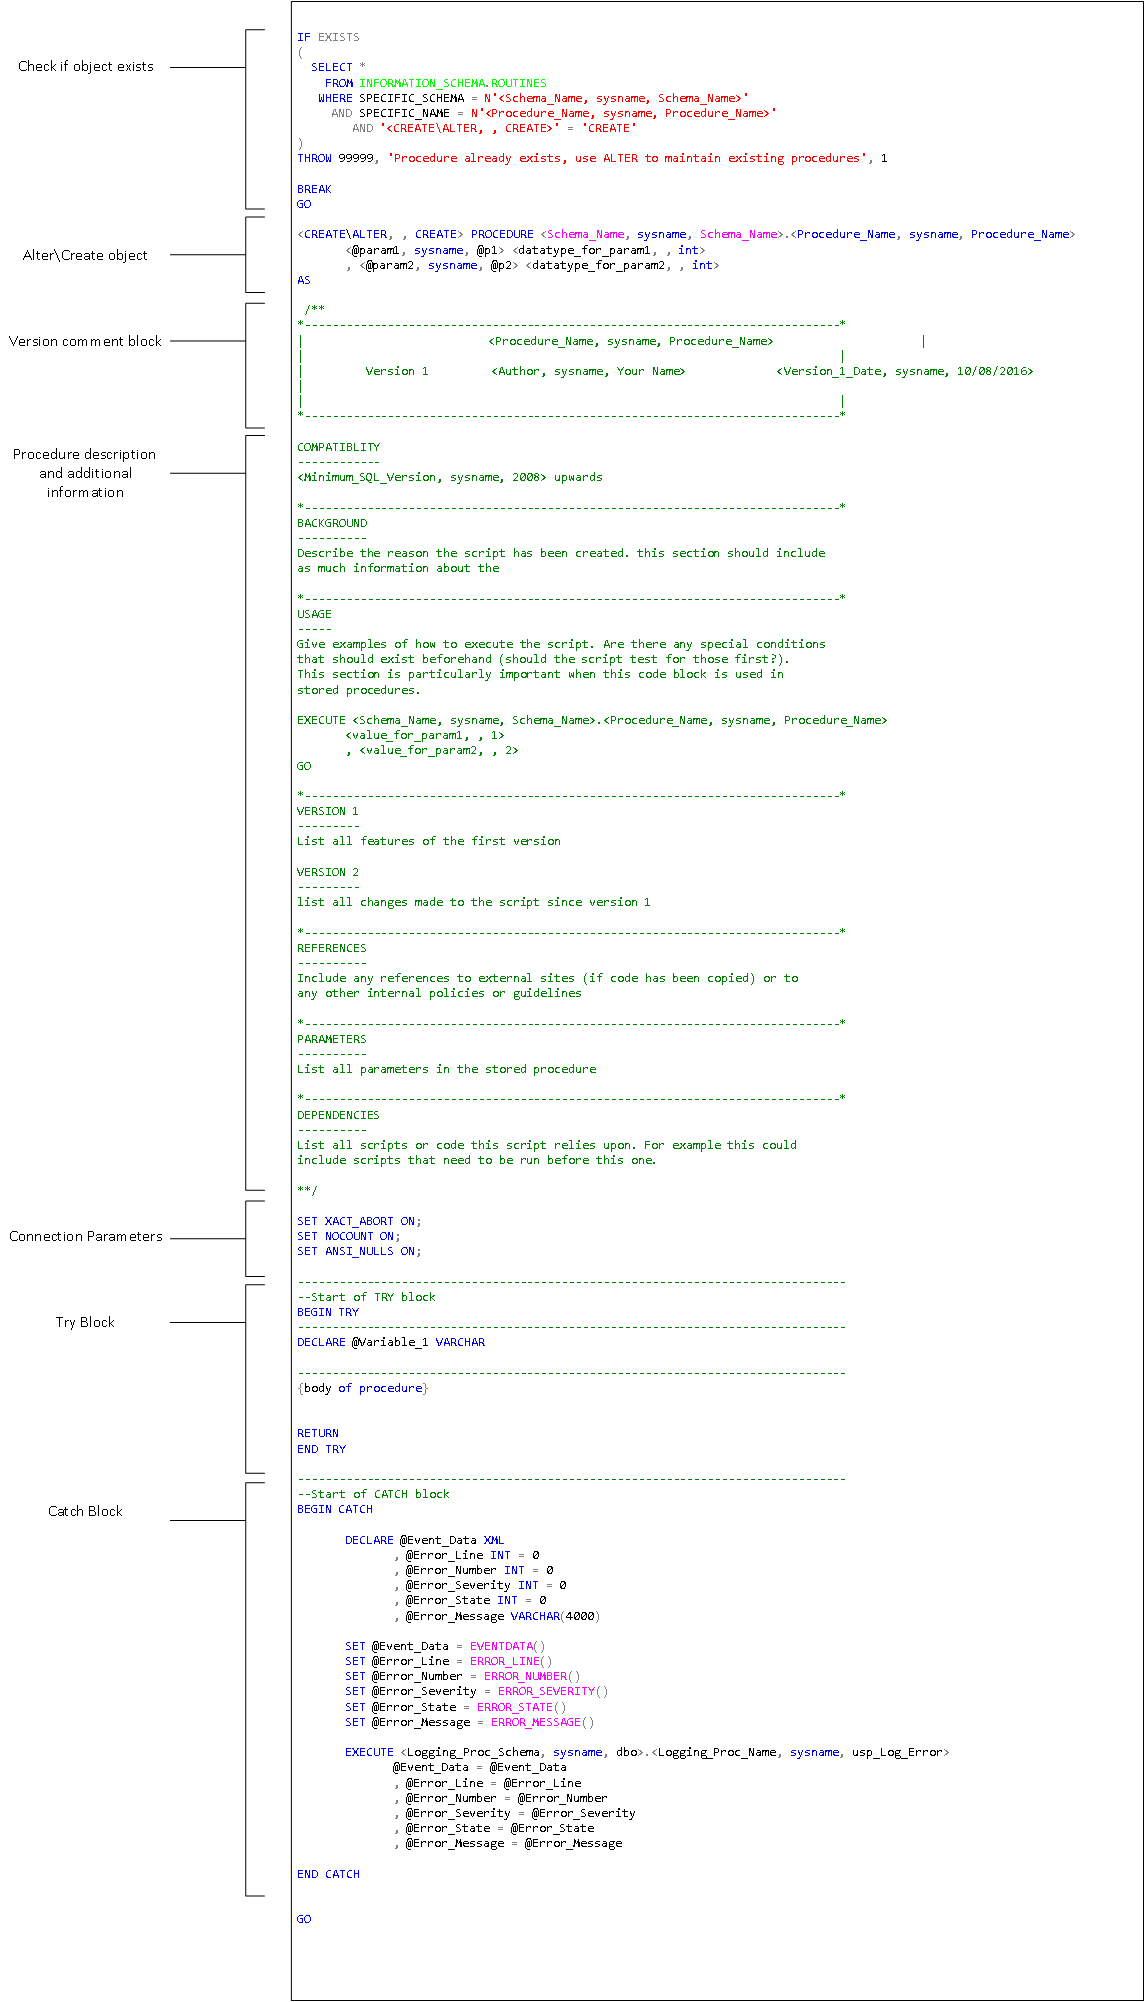 Check if object exists
IF EXISTS
(
SELECT *
FROM INFORMATION_SCHEMA.ROUTINES
WHERE SPECIFIC_SCHEMA = N'<Schema_Name, sysname, Schema_Name>'
AND SPECIFIC_NAME = N'<Procedure_Name, sysname, Procedure_Name>'
AND '<CREATE\ALTER, , CREATE>' = 'CREATE'
)
THROW 99999, 'Procedure already exists, use ALTER to maintain existing procedures', 1
BREAK
GO
Alter\Create object
<CREATE\ALTER, , CREATE> PROCEDURE <Schema_Name, sysname, Schema_Name>.<Procedure_Name, sysname, Procedure_Name>
<@param1, sysname, @p1> <datatype_for_param1, , int>
, <@param2, sysname, @p2> <datatype_for_param2, , int>
AS
Version comment block
/**
*-----------------------------------------------------------------------------*
| <Procedure_Name, sysname, Procedure_Name> |
| |
| Version 1 <Author, sysname, Your Name> <Version_1_Date, sysname, 10/08/2016>
|
| |
*-----------------------------------------------------------------------------*
Procedure description
and additional
information
COMPATIBLITY
------------
<Minimum_SQL_Version, sysname, 2008> upwards
*-----------------------------------------------------------------------------*
BACKGROUND
----------
Describe the reason the script has been created. this section should include
as much information about the
*-----------------------------------------------------------------------------*
USAGE
-----
Give examples of how to execute the script. Are there any special conditions
that should exist beforehand (should the script test for those first?).
This section is particularly important when this code block is used in
stored procedures.
EXECUTE <Schema_Name, sysname, Schema_Name>.<Procedure_Name, sysname, Procedure_Name>
<value_for_param1, , 1>
, <value_for_param2, , 2>
GO
*-----------------------------------------------------------------------------*
VERSION 1
---------
List all features of the first version
VERSION 2
---------
list all changes made to the script since version 1
*-----------------------------------------------------------------------------*
REFERENCES
----------
Include any references to external sites (if code has been copied) or to
any other internal policies or guidelines
*-----------------------------------------------------------------------------*
PARAMETERS
----------
List all parameters in the stored procedure
*-----------------------------------------------------------------------------*
DEPENDENCIES
----------
List all scripts or code this script relies upon. For example this could
include scripts that need to be run before this one.
**/
Connection Parameters
SET XACT_ABORT ON;
SET NOCOUNT ON;
SET ANSI_NULLS ON;
Try Block
-------------------------------------------------------------------------------
--Start of TRY block
BEGIN TRY
-------------------------------------------------------------------------------
DECLARE @Variable_1 VARCHAR
-------------------------------------------------------------------------------
{body of procedure}
RETURN
END TRY
Catch Block
-------------------------------------------------------------------------------
--Start of CATCH block
BEGIN CATCH
DECLARE @Event_Data XML
, @Error_Line INT = 0
, @Error_Number INT = 0
, @Error_Severity INT = 0
, @Error_State INT = 0
, @Error_Message VARCHAR(4000)
SET @Event_Data = EVENTDATA()
SET @Error_Line = ERROR_LINE()
SET @Error_Number = ERROR_NUMBER()
SET @Error_Severity = ERROR_SEVERITY()
SET @Error_State = ERROR_STATE()
SET @Error_Message = ERROR_MESSAGE()
EXECUTE <Logging_Proc_Schema, sysname, dbo>.<Logging_Proc_Name, sysname, usp_Log_Error>
@Event_Data = @Event_Data
, @Error_Line = @Error_Line
, @Error_Number = @Error_Number
, @Error_Severity = @Error_Severity
, @Error_State = @Error_State
, @Error_Message = @Error_Message
END CATCH
GO